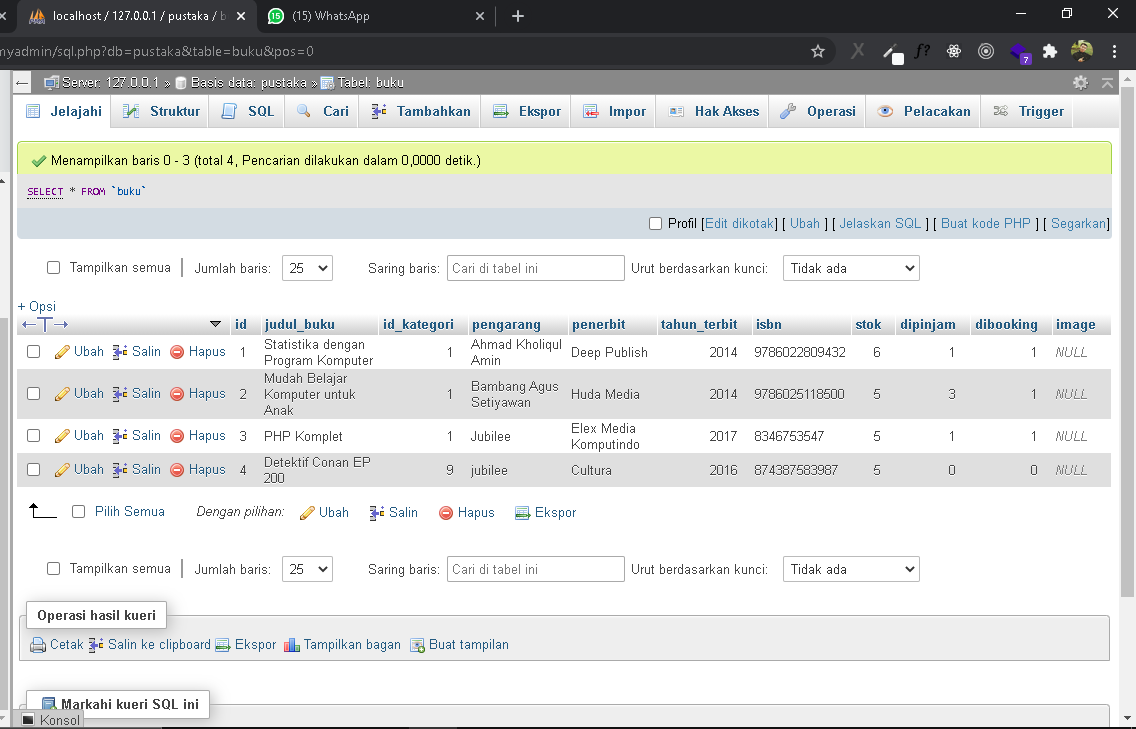 localhost / 127.0.0.1 / pustaka / b
(15) WhatsApp
myadmin/sql.php?db=pustaka&table=buku&pos=0
f?
7
Server: 127.0.0.1 » Basis data: pustaka » Tabel: buku
Jelajahi Struktur SQL Cari Tambahkan Ekspor Impor Hak Akses Operasi Pelacakan Trigger
Menampilkan baris 0 - 3 (total 4, Pencarian dilakukan dalam 0,0000 detik.)
SELECT * FROM `buku`
Profil [Edit dikotak] [ Ubah ] [ Jelaskan SQL ] [ Buat kode PHP ] [ Segarkan]
Tampilkan semua | Jumlah baris: 25 Saring baris: Cari di tabel ini Urut berdasarkan kunci: Tidak ada
+ Opsi
←T→ id judul_buku id_kategori pengarang penerbit tahun_terbit isbn stok dipinjam dibooking image
Ubah Salin Hapus 1 Statistika dengan Program Komputer 1 Ahmad Kholiqul Amin Deep Publish 2014 9786022809432 6 1 1 NULL
Ubah Salin Hapus 2 Mudah Belajar Komputer untuk Anak 1 Bambang Agus Setiyawan Huda Media 2014 9786025118500 5 3 1 NULL
Ubah Salin Hapus 3 PHP Komplet 1 Jubilee Elex Media Komputindo 2017 8346753547 5 1 1 NULL
Ubah Salin Hapus 4 Detektif Conan EP 200 9 jubilee Cultura 2016 874387583987 5 0 0 NULL
Pilih Semua Dengan pilihan: Ubah Salin Hapus Ekspor
Tampilkan semua | Jumlah baris: 25 Saring baris: Cari di tabel ini Urut berdasarkan kunci: Tidak ada
Operasi hasil kueri
Cetak Salin ke clipboard Ekspor Tampilkan bagan Buat tampilan
Markahi kueri SQL ini
Konsol